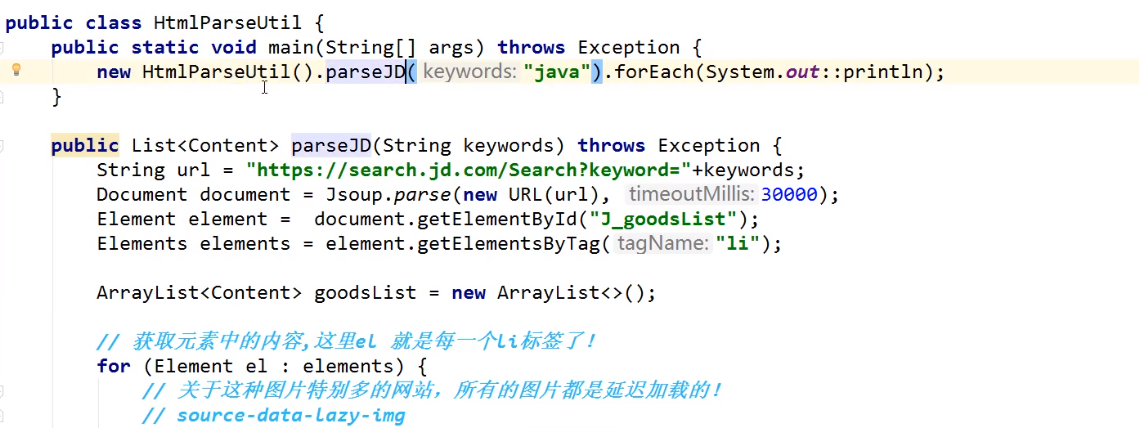 public class HtmlParseUtil {
public static void main(String[] args) throws Exception {
new HtmlParseUtil().parseJD( keywords: "java").forEach(System.out::println);
}
public List<Content> parseJD(String keywords) throws Exception {
String url = "https://search.jd.com/Search?keyword="+keywords;
Document document = Jsoup.parse(new URL(url), timeoutMillis: 30000);
Element element = document.getElementById("J_goodsList");
Elements elements = element.getElementsByTag( tagName: "li");
ArrayList<Content> goodsList = new ArrayList<>();
// 获取元素中的内容,这里el 就是每一个li标签了!
for (Element el : elements) {
// 关于这种图片特别多的网站，所有的图片都是延迟加载的!
// source-data-lazy-img